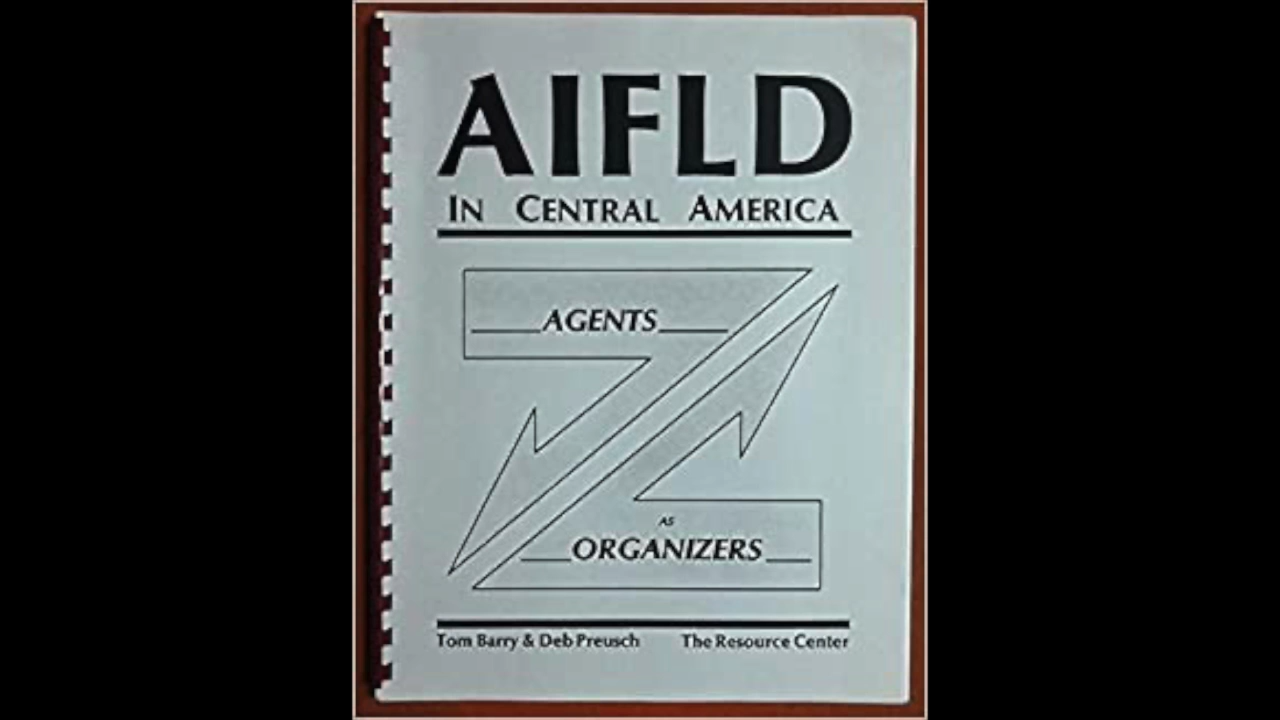 AIFLD
IN CENTRAL AMERICA
AGENTS
AS
ORGANIZERS
Tom Barry & Deb Preusch The Resource Center